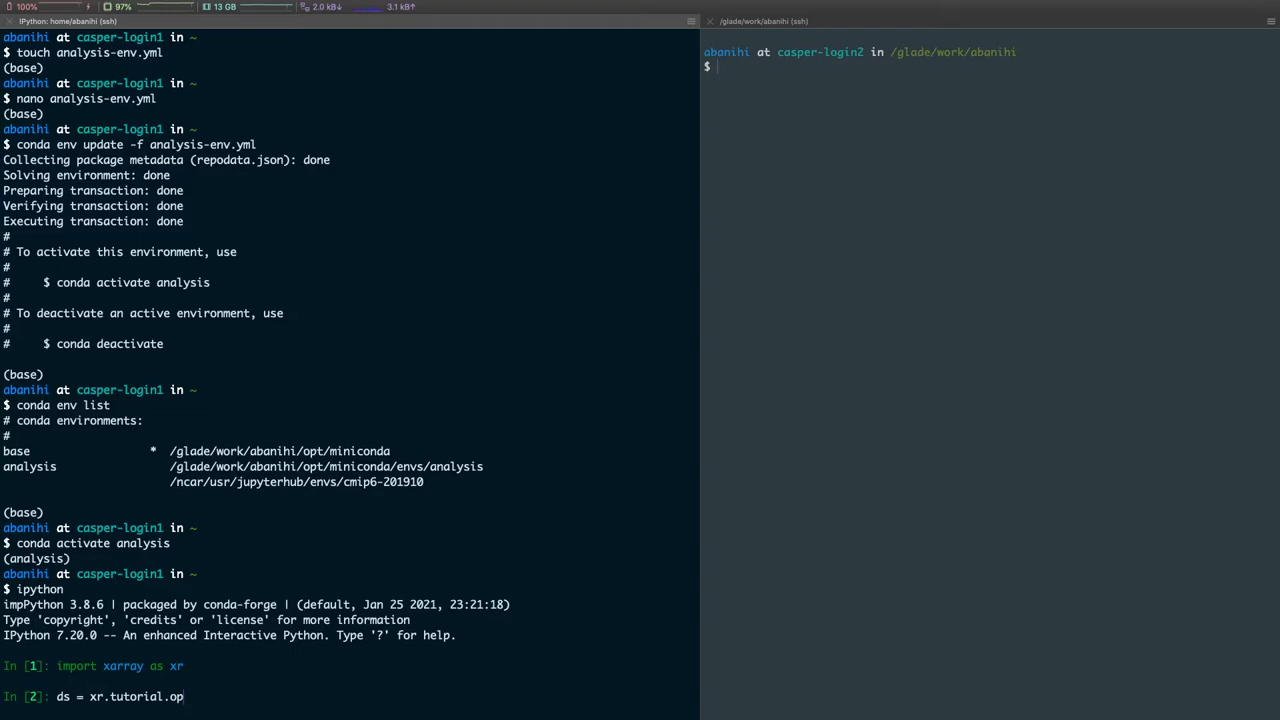 100% 97% 13 GB 2.0 kB↓ 3.1 kB↑
IPython: home/abanihi (ssh)
abanihi at casper-login1 in ~
$ touch analysis-env.yml
(base)
abanihi at casper-login1 in ~
$ nano analysis-env.yml
(base)
abanihi at casper-login1 in ~
$ conda env update -f analysis-env.yml
Collecting package metadata (repodata.json): done
Solving environment: done
Preparing transaction: done
Verifying transaction: done
Executing transaction: done
#
# To activate this environment, use
#
#     $ conda activate analysis
#
# To deactivate an active environment, use
#
#     $ conda deactivate
(base)
abanihi at casper-login1 in ~
$ conda env list
# conda environments:
#
base                  *  /glade/work/abanihi/opt/miniconda
analysis                 /glade/work/abanihi/opt/miniconda/envs/analysis
                         /ncar/usr/jupyterhub/envs/cmip6-201910
(base)
abanihi at casper-login1 in ~
$ conda activate analysis
(analysis)
abanihi at casper-login1 in ~
$ ipython
impPython 3.8.6 | packaged by conda-forge | (default, Jan 25 2021, 23:21:18)
Type 'copyright', 'credits' or 'license' for more information
IPython 7.20.0 -- An enhanced Interactive Python. Type '?' for help.
In [1]: import xarray as xr
In [2]: ds = xr.tutorial.op
/glade/work/abanihi (ssh)
abanihi at casper-login2 in /glade/work/abanihi
$